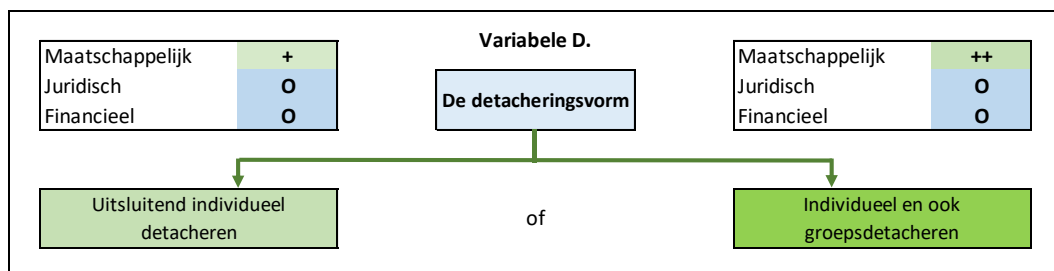 Variabele D.
Maatschappelijk +
Juridisch O
Financieel O
De detacheringsvorm
Maatschappelijk ++
Juridisch O
Financieel O
Uitsluitend individueel
detacheren
of
Individueel en ook
groepsdetacheren